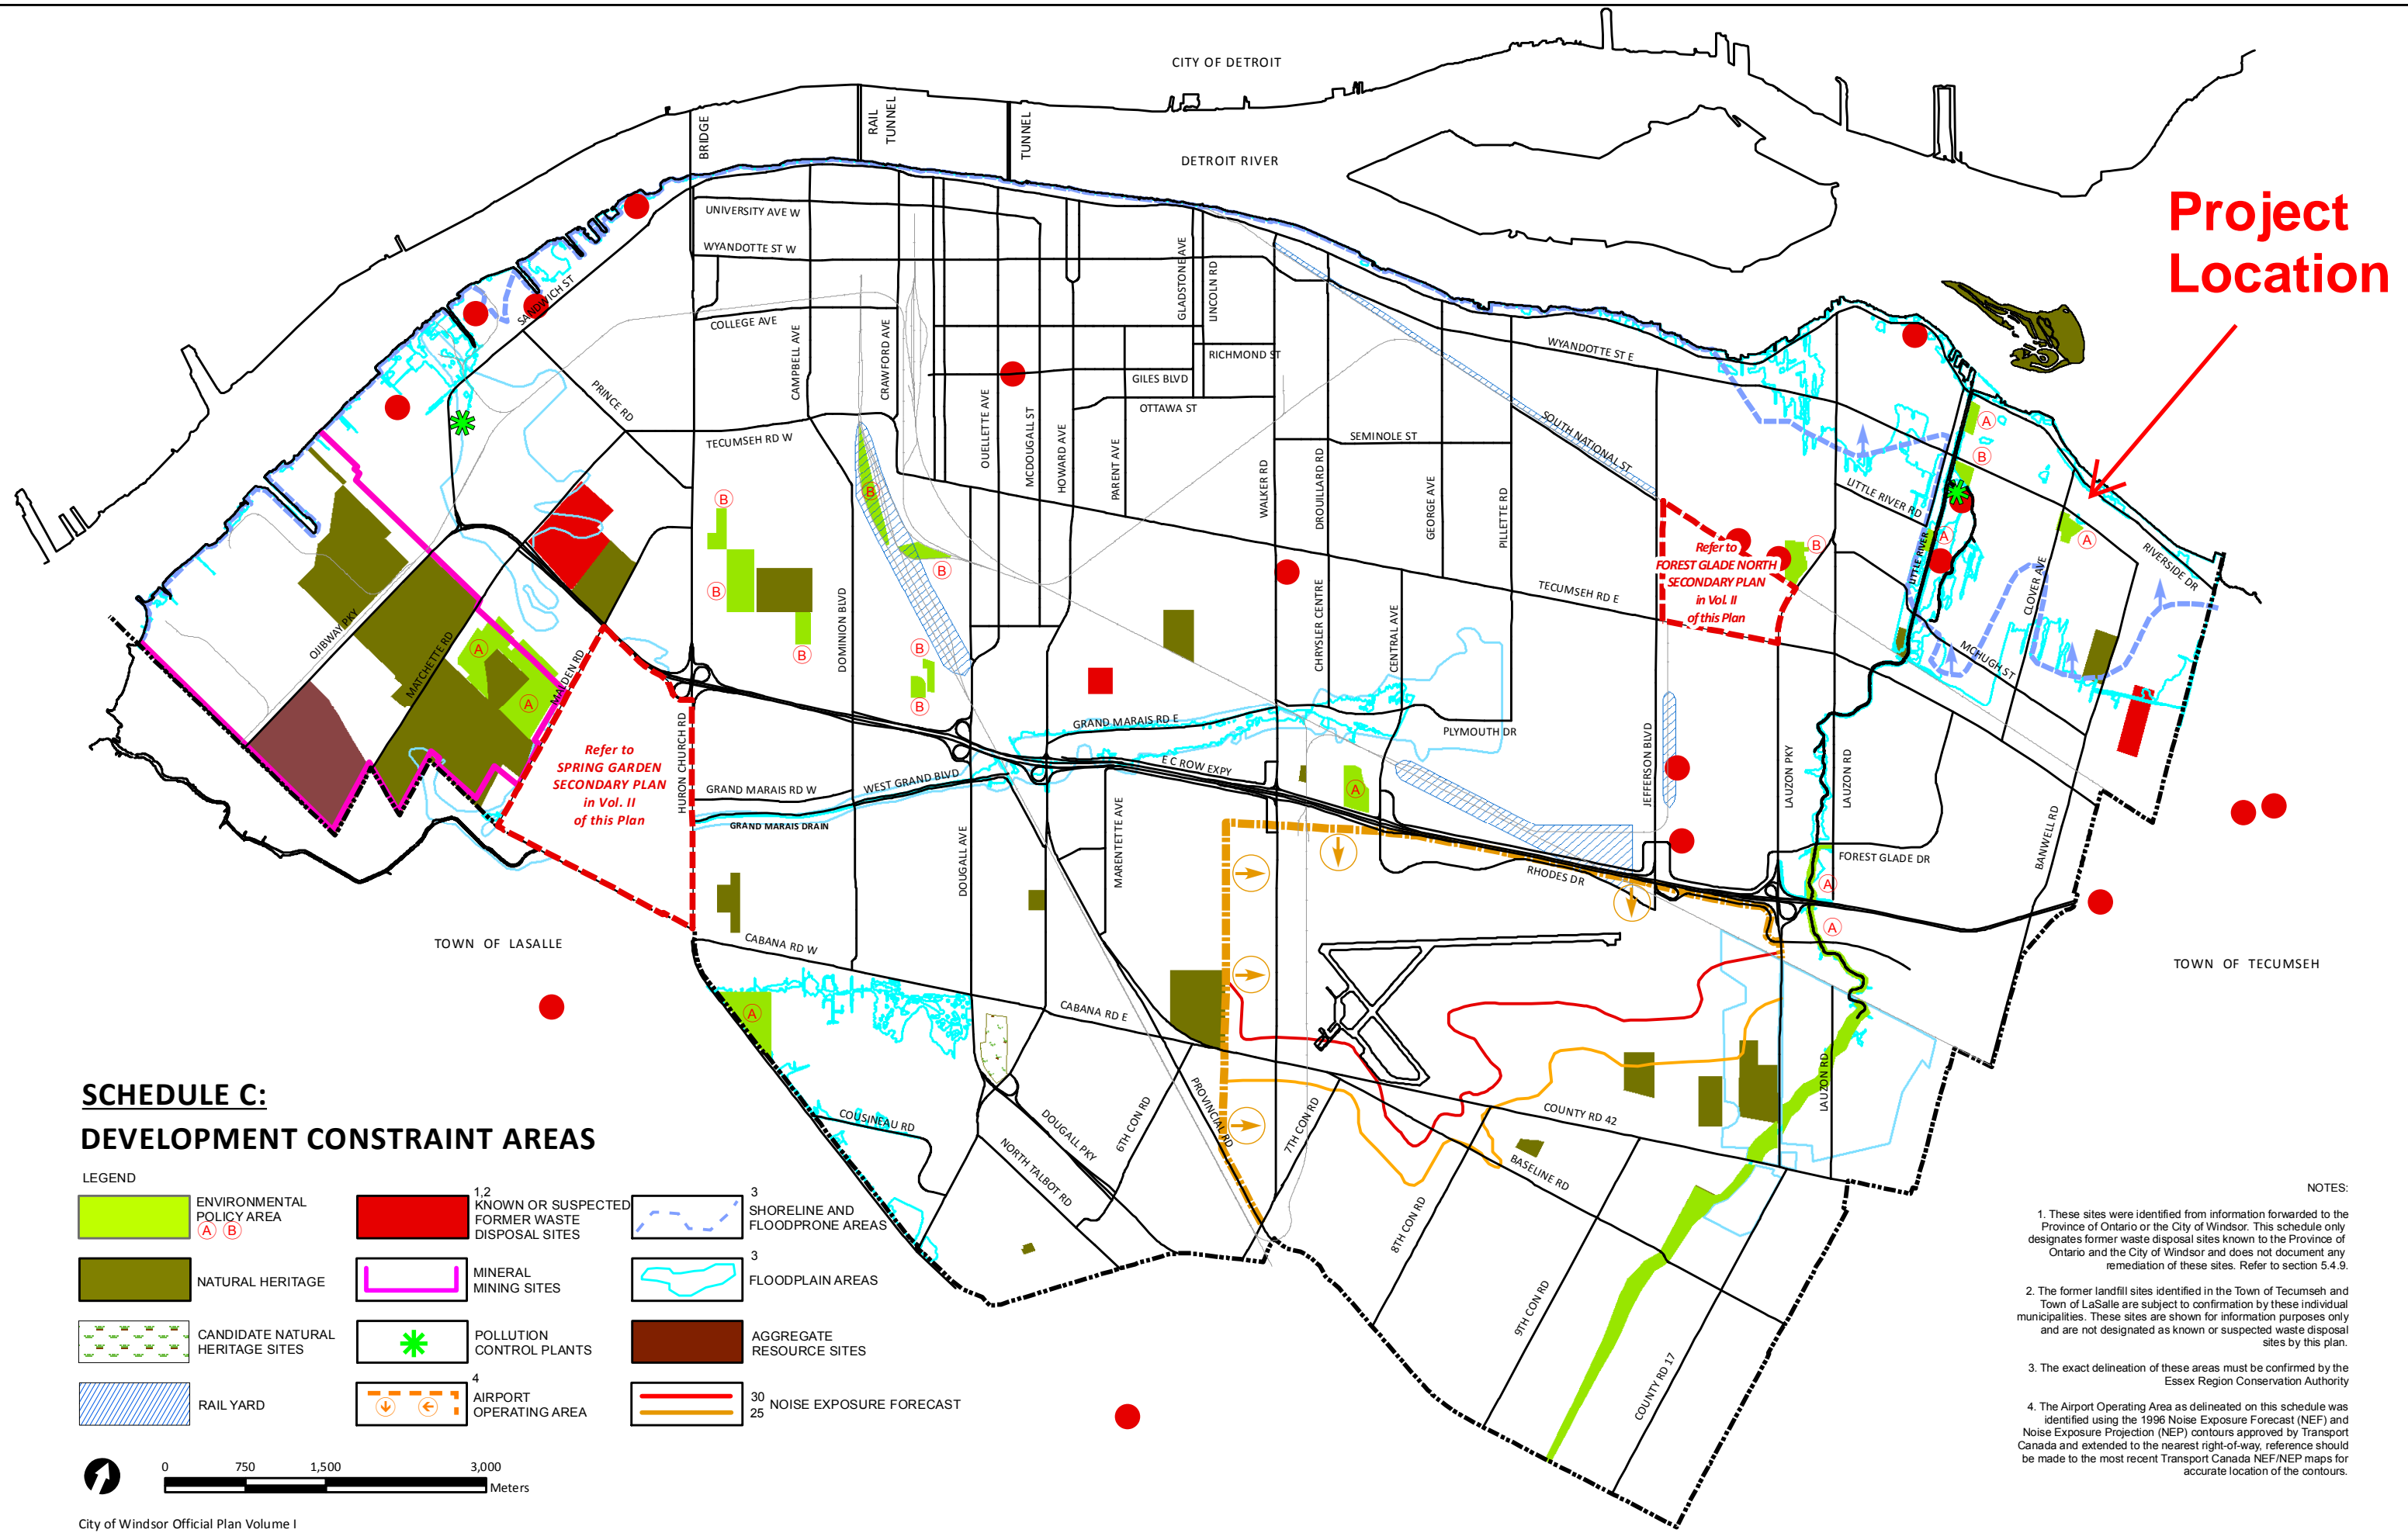 CITY OF DETROIT
BRIDGE
RAIL
TUNNEL
TUNNEL
DETROIT RIVER
Project
Location
UNIVERSITY AVE W
WYANDOTTE ST W
GLADSTONE AVE
LINCOLN RD
SANDWICH ST
COLLEGE AVE
CAMPBELL AVE
CRAWFORD AVE
RICHMOND ST
WYANDOTTE ST E
GILES BLVD
PRINCE RD
OTTAWA ST
OUELLETTE AVE
MCDOUGALL ST
HOWARD AVE
PARENT AVE
TECUMSEH RD W
SEMINOLE ST
SOUTH NATIONAL ST
WALKER RD
DROUILLARD RD
GEORGE AVE
PILLETTE RD
A
B
LITTLE RIVER RD
B
B
B
B
B
B
B
Refer to
FOREST GLADE NORTH
SECONDARY PLAN
in Vol. II
of this Plan
B
A
LITTLE RIVER
A
RIVERSIDE DR
CLOVER AVE
TECUMSEH RD E
CHRYSLER CENTRE
CENTRAL AVE
DOMINION BLVD
OJIBWAY PKY
MATCHETTE RD
MALDEN RD
A
A
MCHUGH ST
HURON CHURCH RD
GRAND MARAIS RD E
PLYMOUTH DR
JEFFERSON BLVD
LAUZON PKY
LAUZON RD
Refer to
SPRING GARDEN
SECONDARY PLAN
in Vol. II
of this Plan
E C ROW EXPY
WEST GRAND BLVD
GRAND MARAIS RD W
GRAND MARAIS DRAIN
A
DOUGALL AVE
MARENTETTE AVE
RHODES DR
FOREST GLADE DR
BANWELL RD
A
A
TOWN OF LASALLE
CABANA RD W
TOWN OF TECUMSEH
A
CABANA RD E
COUSINEAU RD
DOUGALL PKY
NORTH TALBOT RD
6TH CON RD
PROVINCIAL RD
7TH CON RD
COUNTY RD 42
LAUZON RD
BASELINE RD
8TH CON RD
9TH CON RD
COUNTY RD 17
SCHEDULE C:
DEVELOPMENT CONSTRAINT AREAS
LEGEND
ENVIRONMENTAL
POLICY AREA
A B
NATURAL HERITAGE
CANDIDATE NATURAL
HERITAGE SITES
RAIL YARD
1,2
KNOWN OR SUSPECTED
FORMER WASTE
DISPOSAL SITES
MINERAL
MINING SITES
POLLUTION
CONTROL PLANTS
4
AIRPORT
OPERATING AREA
3
SHORELINE AND
FLOODPRONE AREAS
3
FLOODPLAIN AREAS
AGGREGATE
RESOURCE SITES
30
25
NOISE EXPOSURE FORECAST
0 750 1,500 3,000
Meters
City of Windsor Official Plan Volume I
NOTES:
1. These sites were identified from information forwarded to the
Province of Ontario or the City of Windsor. This schedule only
designates former waste disposal sites known to the Province of
Ontario and the City of Windsor and does not document any
remediation of these sites. Refer to section 5.4.9.
2. The former landfill sites identified in the Town of Tecumseh and
Town of LaSalle are subject to confirmation by these individual
municipalities. These sites are shown for information purposes only
and are not designated as known or suspected waste disposal
sites by this plan.
3. The exact delineation of these areas must be confirmed by the
Essex Region Conservation Authority
4. The Airport Operating Area as delineated on this schedule was
identified using the 1996 Noise Exposure Forecast (NEF) and
Noise Exposure Projection (NEP) contours approved by Transport
Canada and extended to the nearest right-of-way, reference should
be made to the most recent Transport Canada NEF/NEP maps for
accurate location of the contours.